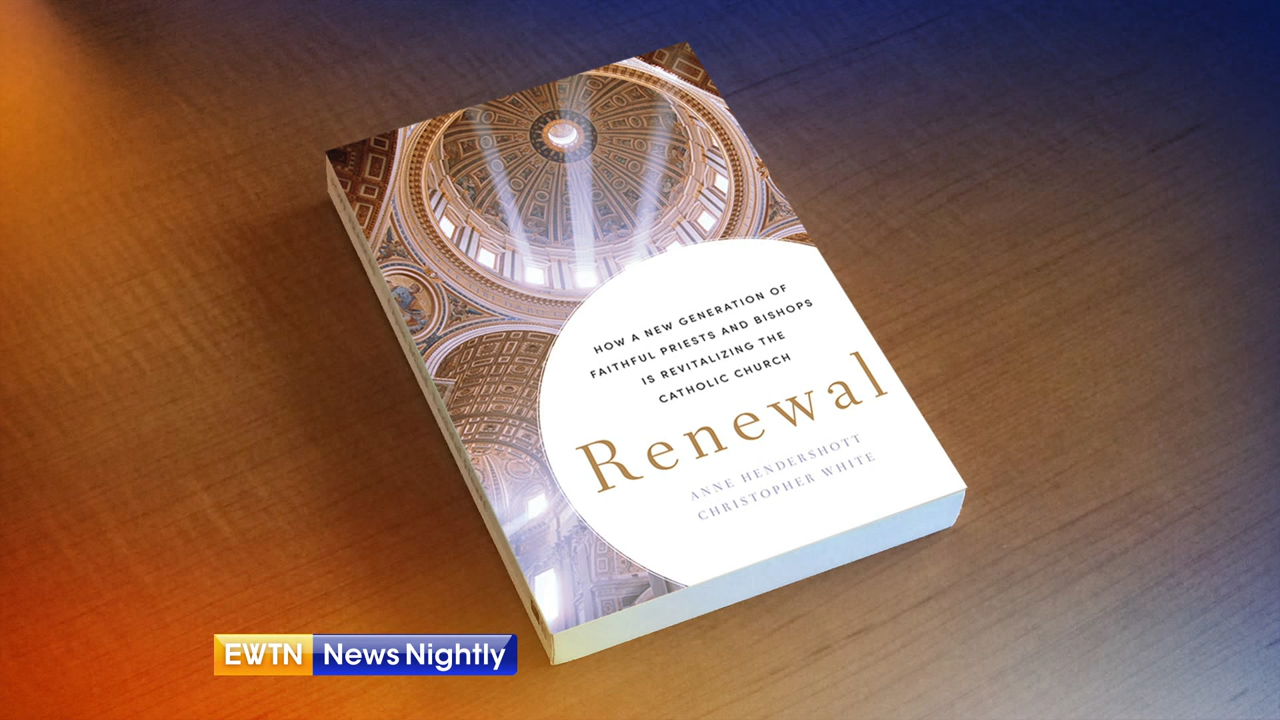 HOW A NEW GENERATION OF
FAITHFUL PRIESTS AND BISHOPS
IS REVITALIZING THE
CATHOLIC CHURCH
Renewal
ANNE HENDERSHOTT
CHRISTOPHER WHITE
EWTN News Nightly